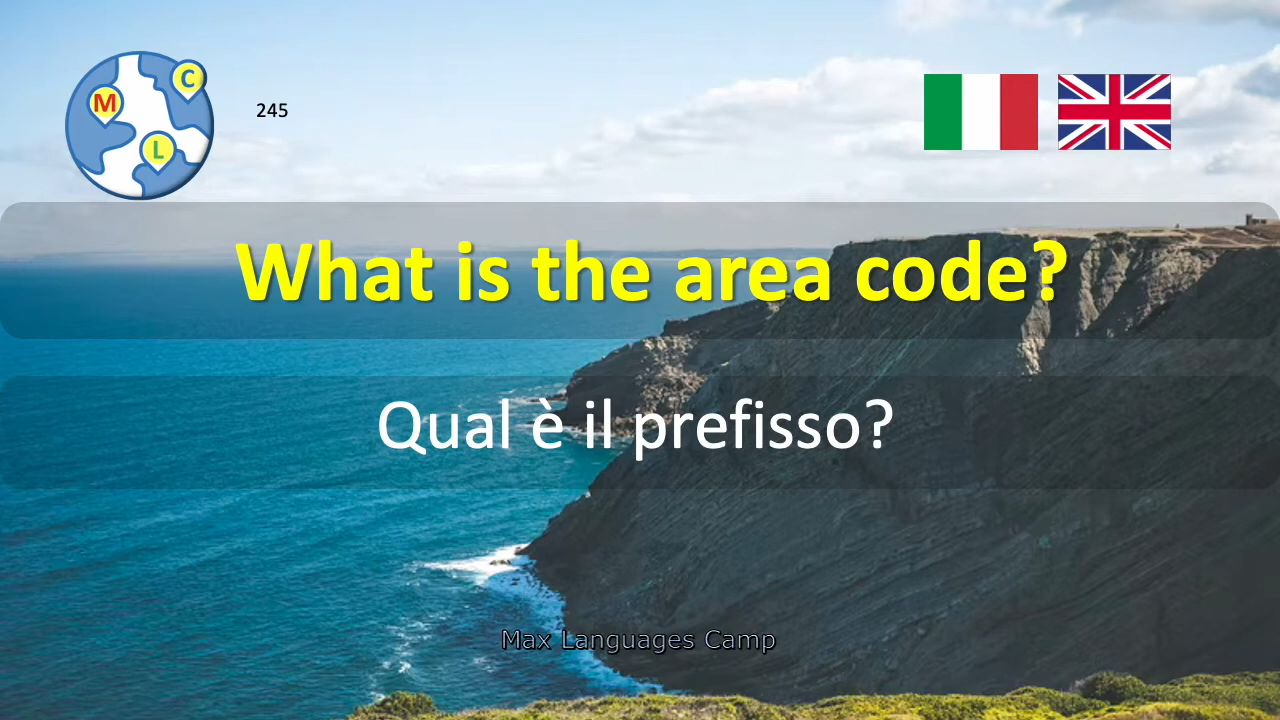 M
C
L
245
What is the area code?
Qual è il prefisso?
Max Languages Camp